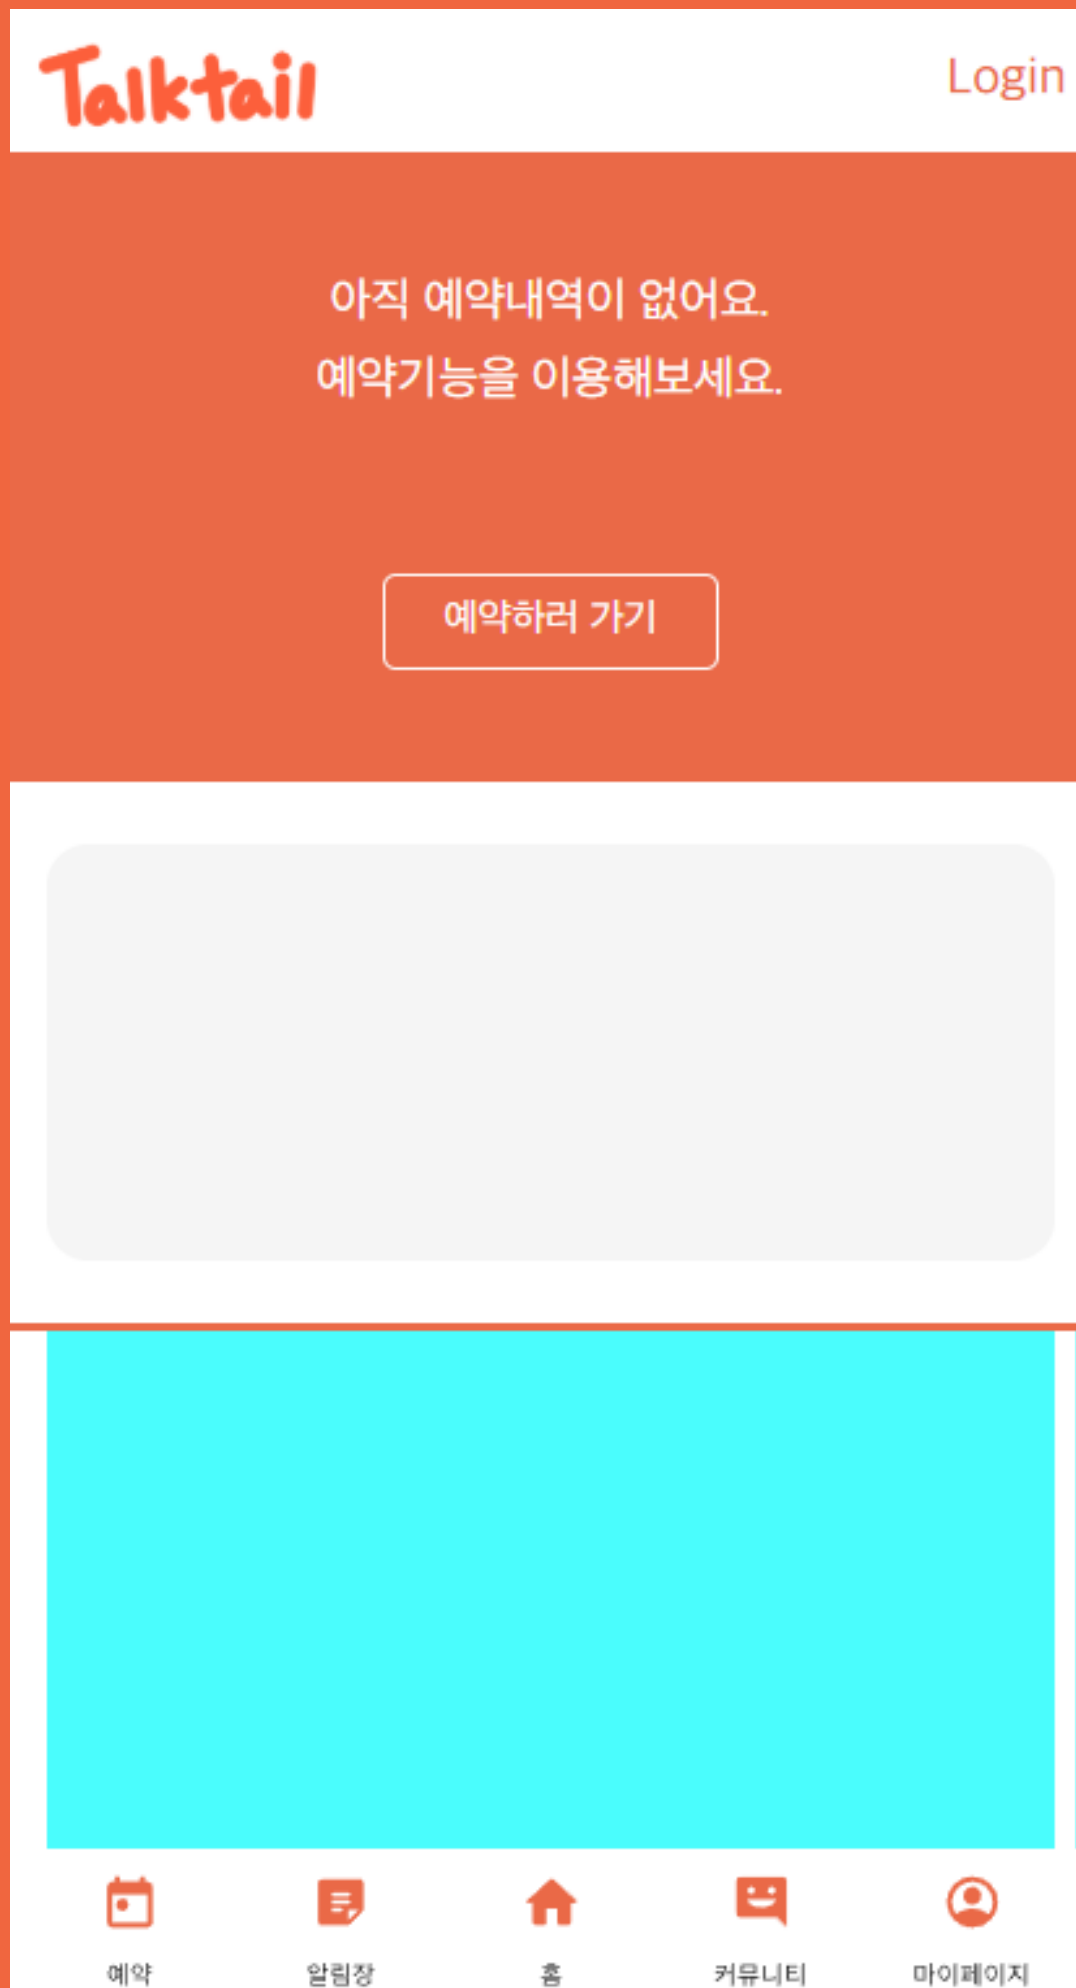 Talktail
Login
아직 예약내역이 없어요.
예약기능을 이용해보세요.
예약하러 가기
예약
알림장
홈
커뮤니티
마이페이지